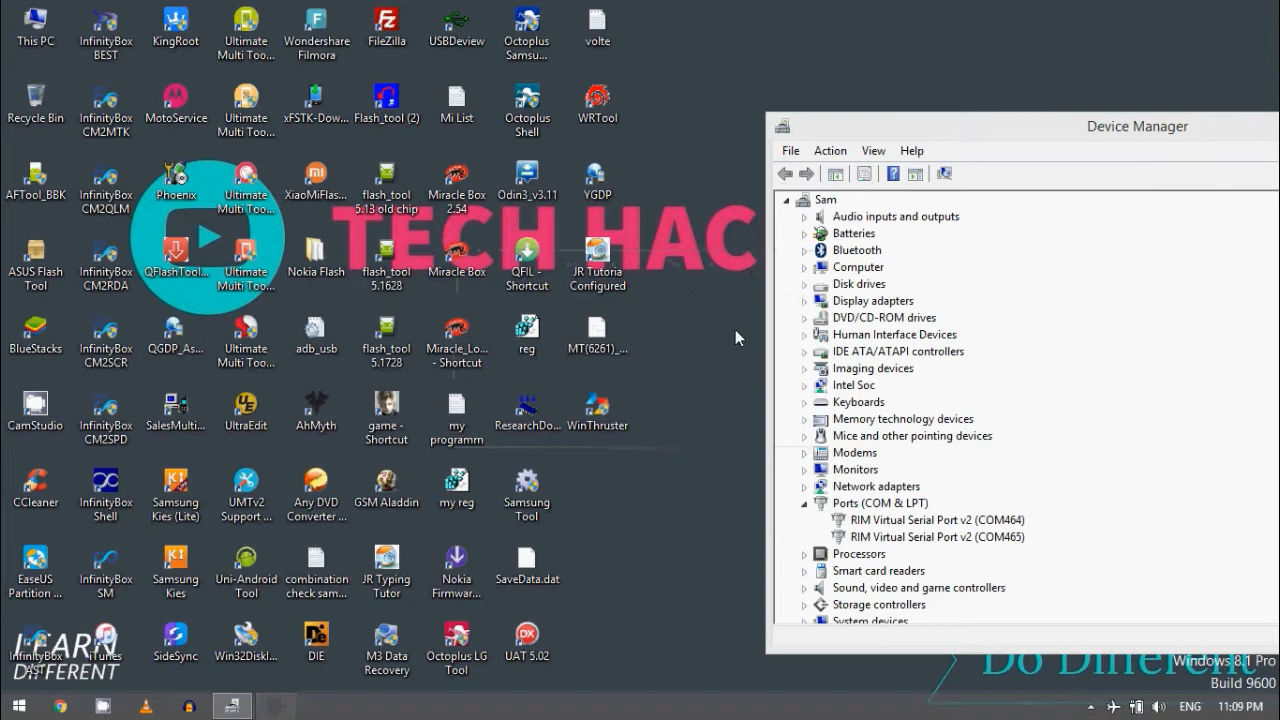 This PC
InfinityBox
BEST
KingRoot
Ultimate
Multi Too...
Wondershare
Filmora
FileZilla
USBDeview
Octoplus
Samsu...
volte
Recycle Bin
InfinityBox
CM2MTK
MotoService
Ultimate
Multi Too...
xFSTK-Dow...
Flash_tool (2)
Mi List
Octoplus
Shell
WRTool
AFTool_BBK
InfinityBox
CM2QLM
Phoenix
Ultimate
Multi Too...
XiaoMiFlas...
flash_tool
5.13 old chip
Miracle Box
2.54
Odin3_v3.11
YGDP
ASUS Flash
Tool
InfinityBox
CM2RDA
QFlashTool...
Ultimate
Multi Too...
Nokia Flash
flash_tool
5.1628
Miracle Box
QFIL -
Shortcut
JR Tutoria
Configured
BlueStacks
InfinityBox
CM2SCR
QGDP_As...
Ultimate
Multi Too...
adb_usb
flash_tool
5.1728
Miracle_Lo...
- Shortcut
reg
MT(6261)_...
CamStudio
InfinityBox
CM2SPD
SalesMulti...
UltraEdit
AhMyth
game -
Shortcut
my
programm
ResearchDo...
WinThruster
CCleaner
InfinityBox
Shell
Samsung
Kies (Lite)
UMTv2
Support ...
Any DVD
Converter ...
GSM Aladdin
my reg
Samsung
Tool
EaseUS
Partition ...
InfinityBox
SM
Samsung
Kies
Uni-Android
Tool
combination
check sam...
JR Typing
Tutor
Nokia
Firmwar...
SaveData.dat
iTunes
SideSync
Win32DiskI...
DIE
M3 Data
Recovery
Octoplus LG
Tool
UAT 5.02
TECH HAC
LEARN
DIFFERENT
Device Manager
File Action View Help
Sam
Audio inputs and outputs
Batteries
Bluetooth
Computer
Disk drives
Display adapters
DVD/CD-ROM drives
Human Interface Devices
IDE ATA/ATAPI controllers
Imaging devices
Intel Soc
Keyboards
Memory technology devices
Mice and other pointing devices
Modems
Monitors
Network adapters
Ports (COM & LPT)
RIM Virtual Serial Port v2 (COM464)
RIM Virtual Serial Port v2 (COM465)
Processors
Smart card readers
Sound, video and game controllers
Storage controllers
System devices
Do Different
Windows 8.1 Pro
Build 9600
ENG 11:09 PM